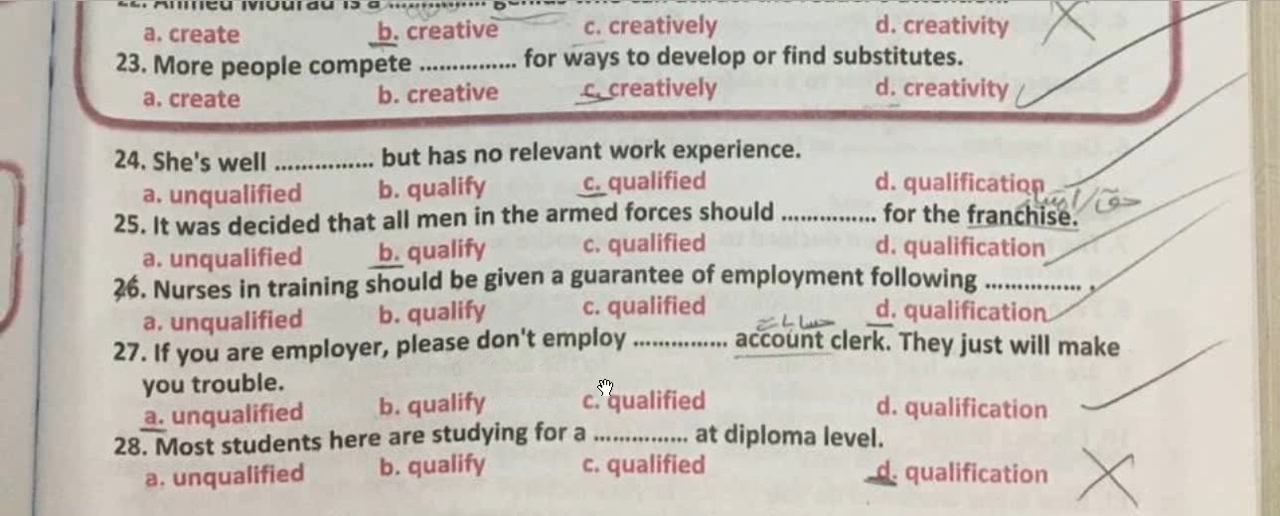 a. create b. creative c. creatively d. creativity
23. More people compete ............... for ways to develop or find substitutes.
a. create b. creative c. creatively d. creativity
24. She's well ............... but has no relevant work experience.
a. unqualified b. qualify c. qualified d. qualification
25. It was decided that all men in the armed forces should ............... for the franchise.
a. unqualified b. qualify c. qualified d. qualification
26. Nurses in training should be given a guarantee of employment following ............... .
a. unqualified b. qualify c. qualified d. qualification
27. If you are employer, please don't employ ............... account clerk. They just will make
you trouble.
a. unqualified b. qualify c. qualified d. qualification
28. Most students here are studying for a ............... at diploma level.
a. unqualified b. qualify c. qualified d. qualification